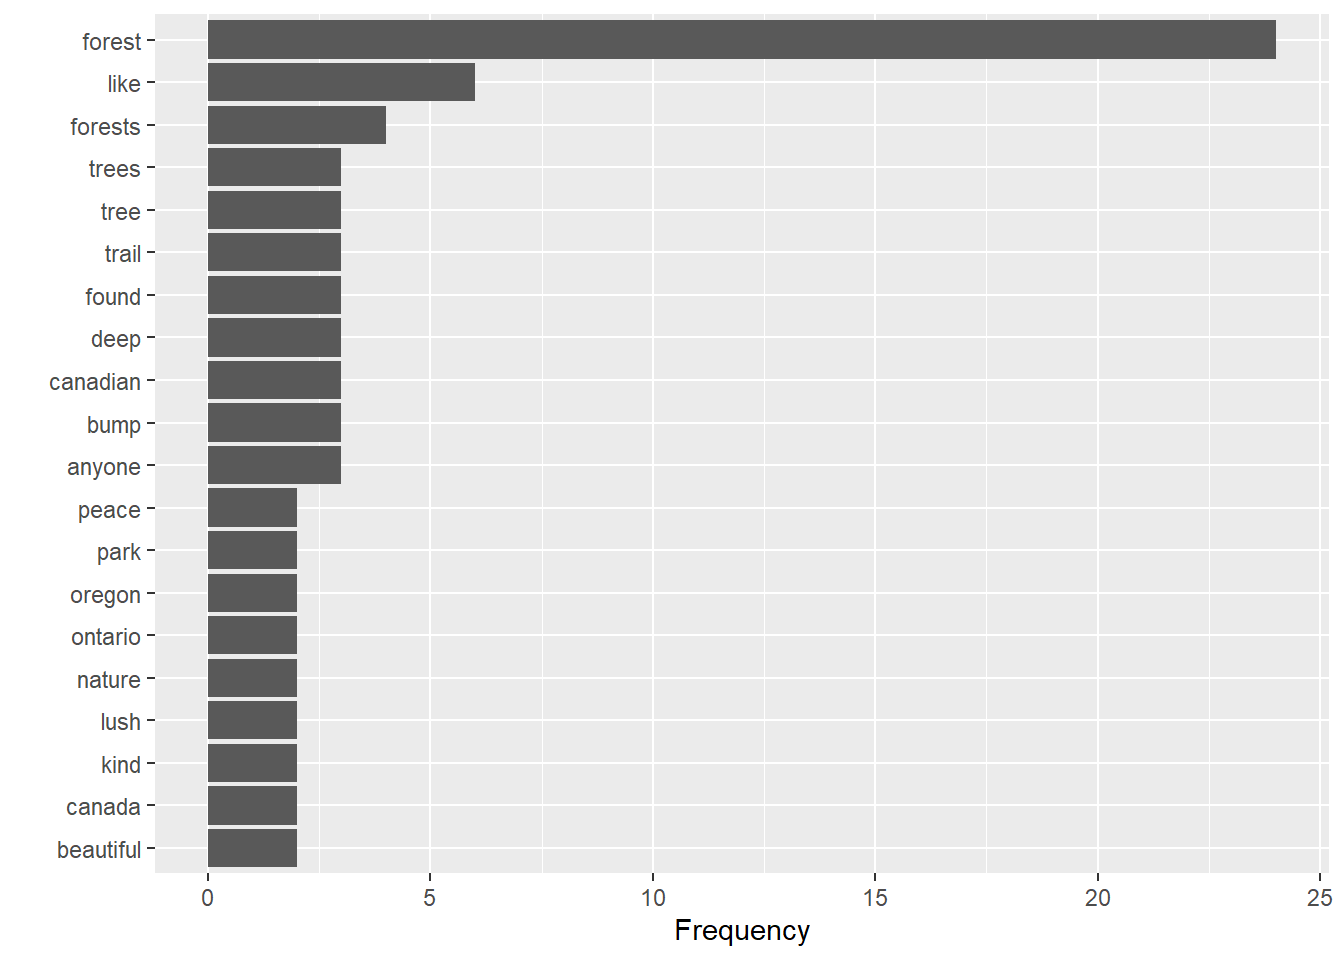 forest
like
forests
trees
tree
trail
found
deep
canadian
bump
anyone
peace
park
oregon
ontario
nature
lush
kind
canada
beautiful
0 5 10 15 20 25
Frequency